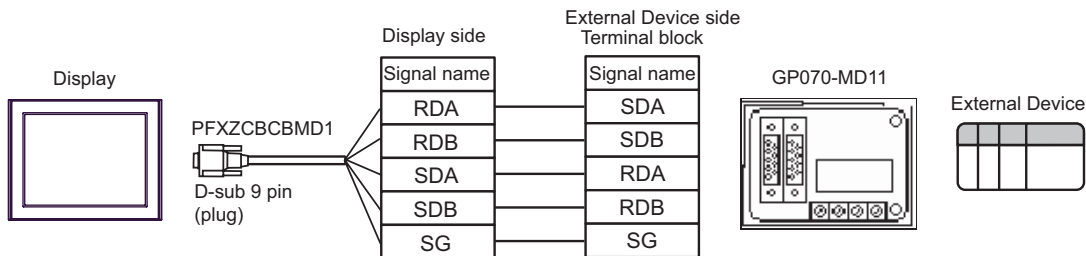 Display
PFXZCBCBMD1
D-sub 9 pin
(plug)
Display side
Signal name
RDA
RDB
SDA
SDB
SG
External Device side
Terminal block
Signal name
SDA
SDB
RDA
RDB
SG
GP070-MD11
External Device